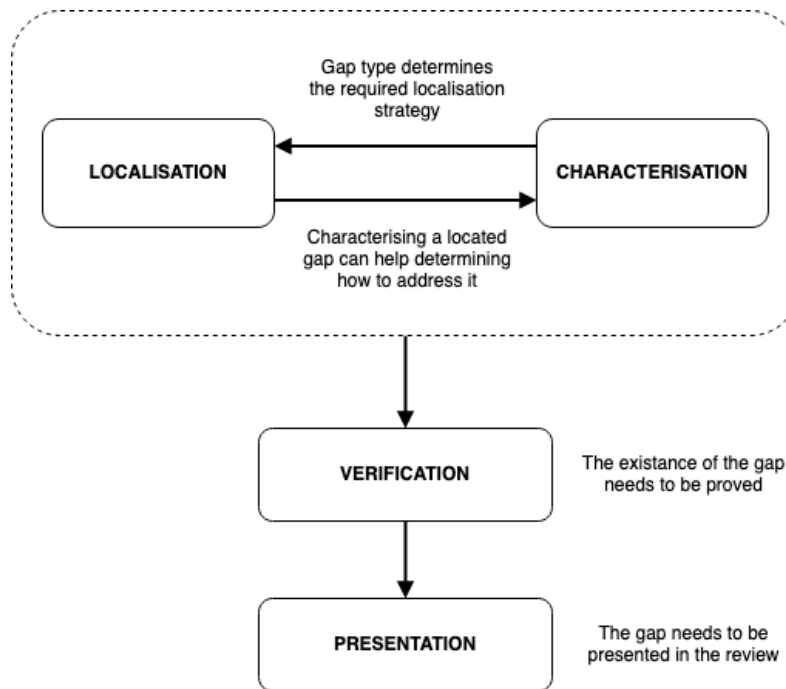 Gap type determines
the required localisation
strategy
LOCALISATION
CHARACTERISATION
Characterising a located
gap can help determining
how to address it
VERIFICATION
The existance of the gap
needs to be proved
PRESENTATION
The gap needs to be
presented in the review